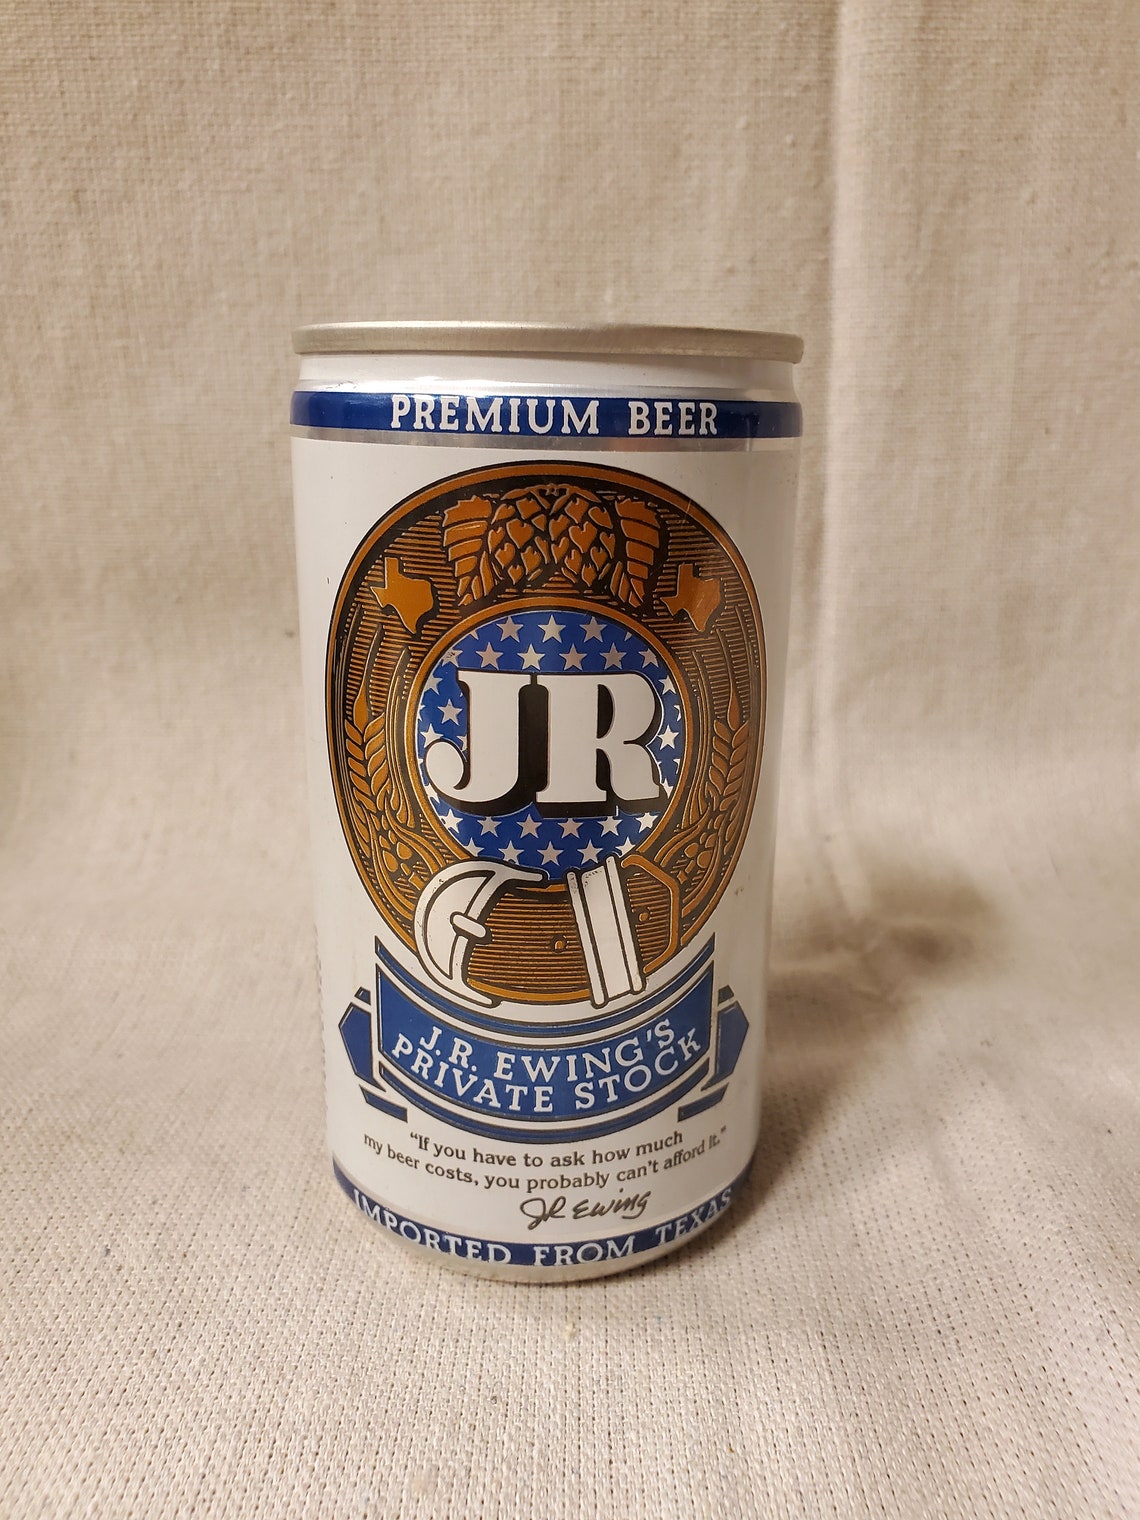 PREMIUM BEER
JR
J.R. EWING'S
PRIVATE STOCK
“If you have to ask how much
my beer costs, you probably can't afford it.”
JR Ewing
IMPORTED FROM TEXAS